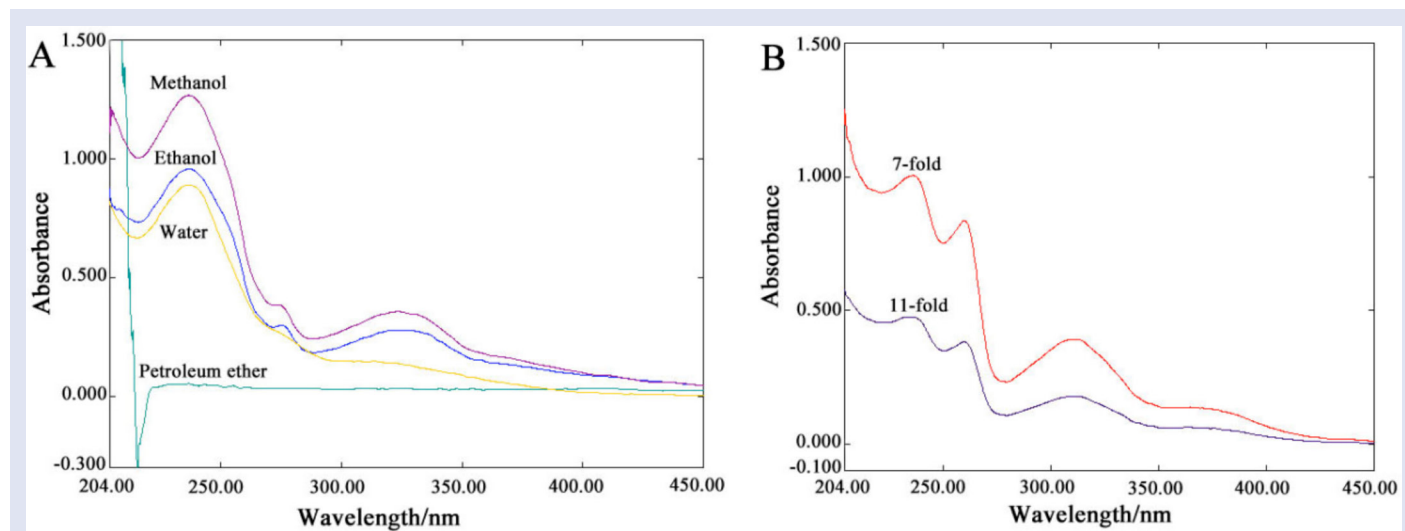 A
1.500
Methanol
1.000
Ethanol
Water
0.500
Petroleum ether
0.000
-0.300
204.00 250.00 300.00 350.00 400.00 450.00
Wavelength/nm
Absorbance
B
1.500
7-fold
1.000
11-fold
0.500
0.000
-0.100
204.00 250.00 300.00 350.00 400.00 450.00
Wavelength/nm
Absorbance